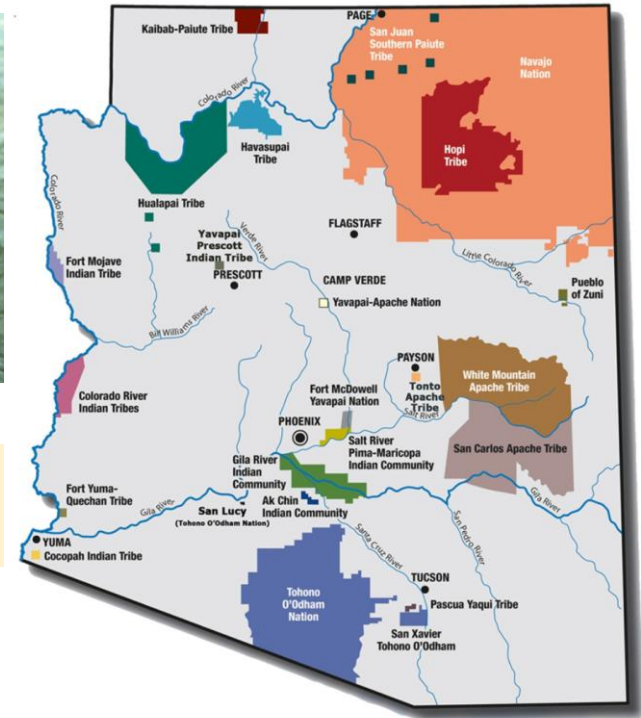 Kaibab-Paiute Tribe
PAGE
San Juan
Southern Paiute
Tribe
Navajo
Nation
Colorado River
Havasupai
Tribe
Hopi
Tribe
Hualapai Tribe
Colorado River
Yavapai
Prescott
Indian Tribe
PRESCOTT
Verde River
FLAGSTAFF
Little Colorado River
Fort Mojave
Indian Tribe
CAMP VERDE
Yavapai-Apache Nation
Pueblo
of Zuni
Bill Williams River
PAYSON
Tonto
Apache
Tribe
White Mountain
Apache Tribe
Colorado River
Indian Tribes
Fort McDowell
Yavapai Nation
Salt River
PHOENIX
Salt River
Pima-Maricopa
Indian Community
San Carlos Apache Tribe
Gila River
Indian
Community
Fort Yuma-
Quechan Tribe
Gila River
San Lucy
(Tohono O'Odham Nation)
Ak Chin
Indian Community
Gila River
YUMA
Cocopah Indian Tribe
Santa Cruz River
San Pedro River
Tohono
O'Odham
Nation
TUCSON
Pascua Yaqui Tribe
San Xavier
Tohono O'Odham